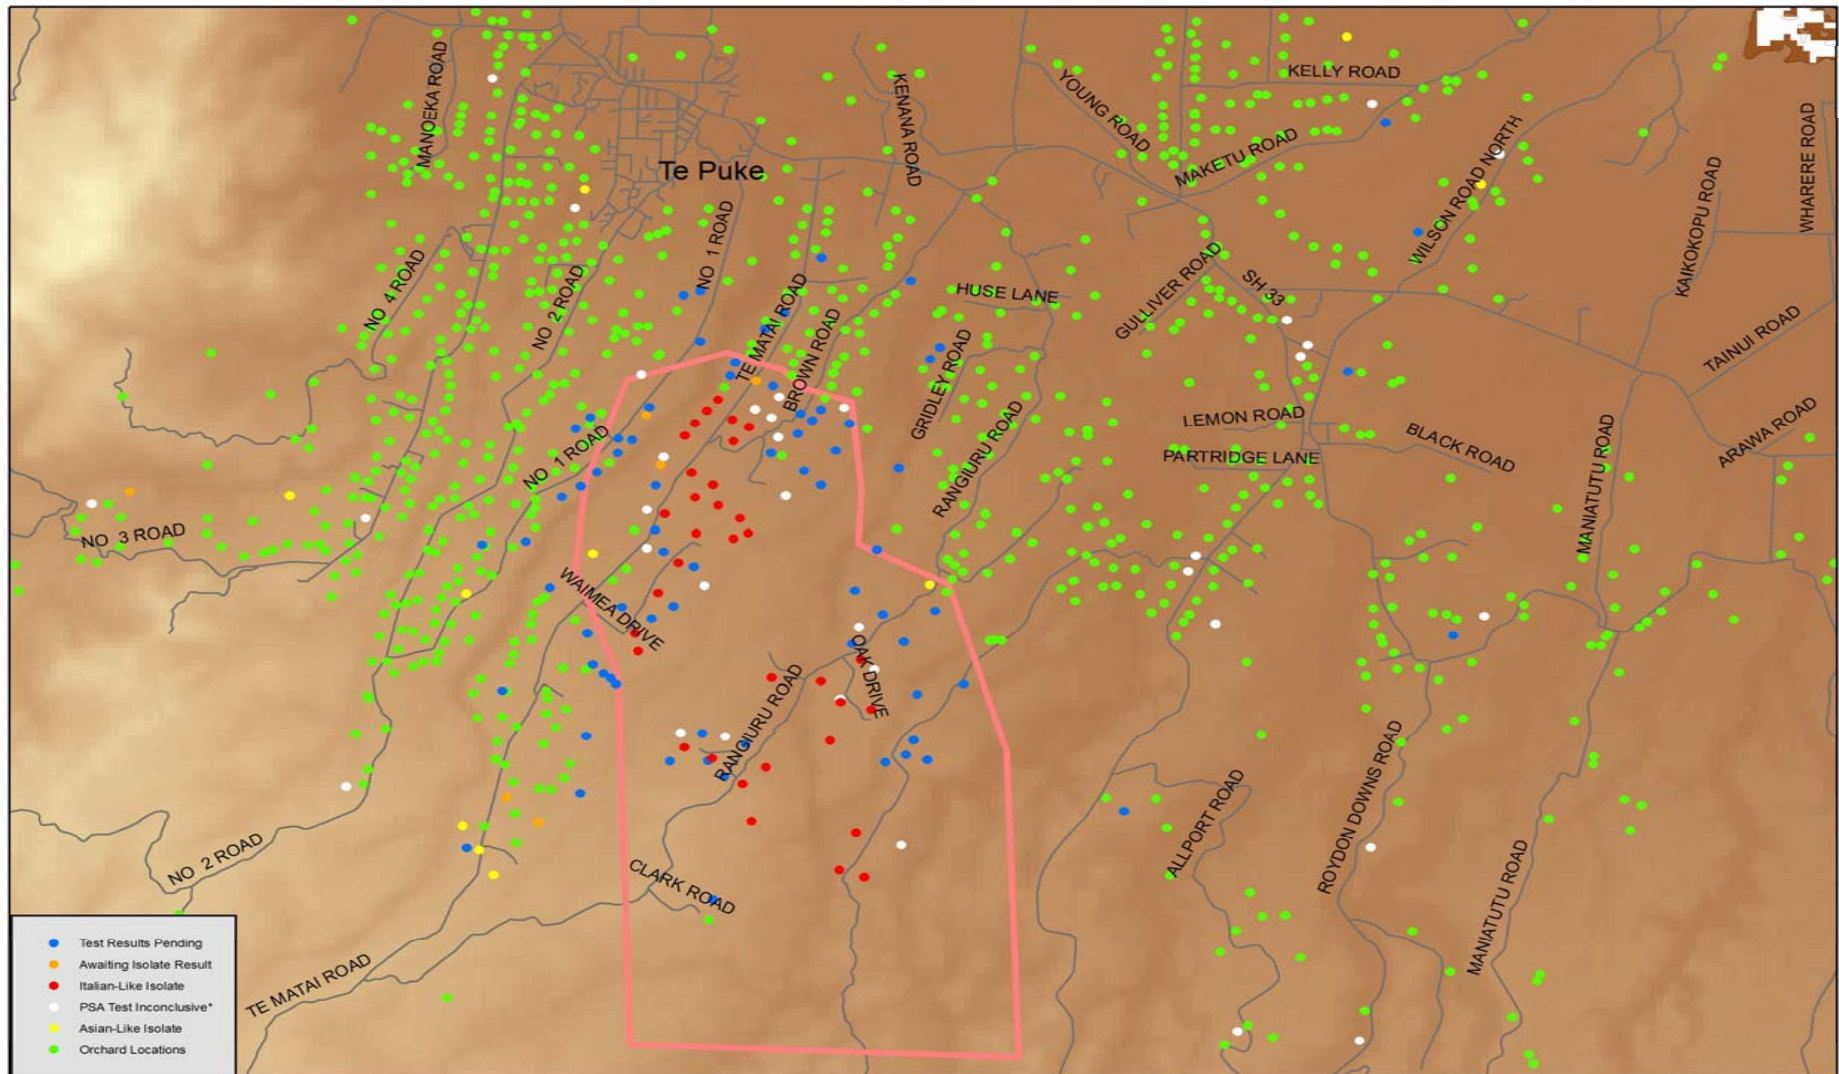 MANOEKA ROAD
KENANA ROAD
YOUNG ROAD
KELLY ROAD
MAKETU ROAD
WILSON ROAD NORTH
KAIKOKOPU ROAD
WHARERE ROAD
Te Puke
NO 1 ROAD
NO 4 ROAD
NO 2 ROAD
TE MATAI ROAD
BROWN ROAD
HUSE LANE
GULLIVER ROAD
SH 33
TAINUI ROAD
GRIDLEY ROAD
RANGIURU ROAD
LEMON ROAD
BLACK ROAD
PARTRIDGE LANE
ARAWA ROAD
MANIATUTU ROAD
NO 1 ROAD
NO 3 ROAD
WAIMEA DRIVE
OAK DRIVE
RANGIURU ROAD
ALLPORT ROAD
ROYDON DOWNS ROAD
MANIATUTU ROAD
NO 2 ROAD
CLARK ROAD
TE MATAI ROAD
Test Results Pending
Awaiting Isolate Result
Italian-Like Isolate
PSA Test Inconclusive*
Asian-Like Isolate
Orchard Locations